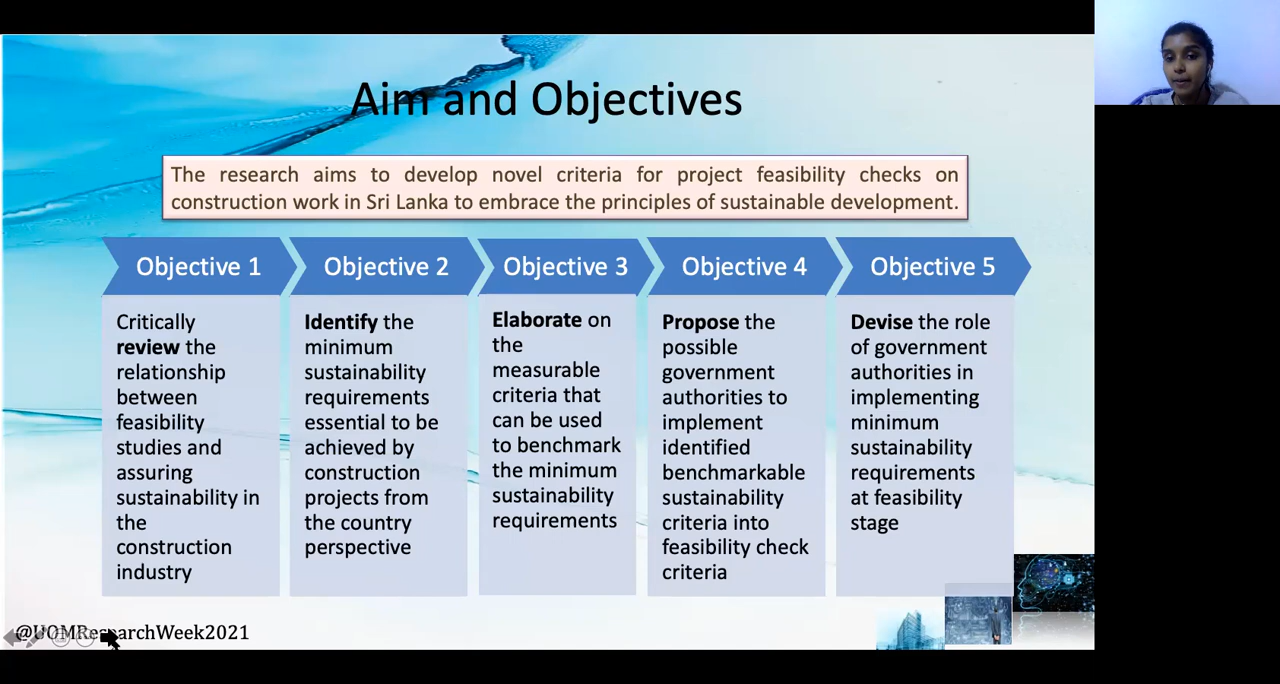 Aim and Objectives
The research aims to develop novel criteria for project feasibility checks on
construction work in Sri Lanka to embrace the principles of sustainable development.
Objective 1
Critically
review the
relationship
between
feasibility
studies and
assuring
sustainability in
the
construction
industry
Objective 2
Identify the
minimum
sustainability
requirements
essential to be
achieved by
construction
projects from
the country
perspective
Objective 3
Elaborate on
the
measurable
criteria that
can be used
to benchmark
the minimum
sustainability
requirements
Objective 4
Propose the
possible
government
authorities to
implement
identified
benchmarkable
sustainability
criteria into
feasibility check
criteria
Objective 5
Devise the role
of government
authorities in
implementing
minimum
sustainability
requirements
at feasibility
stage
@UOMResearchWeek2021